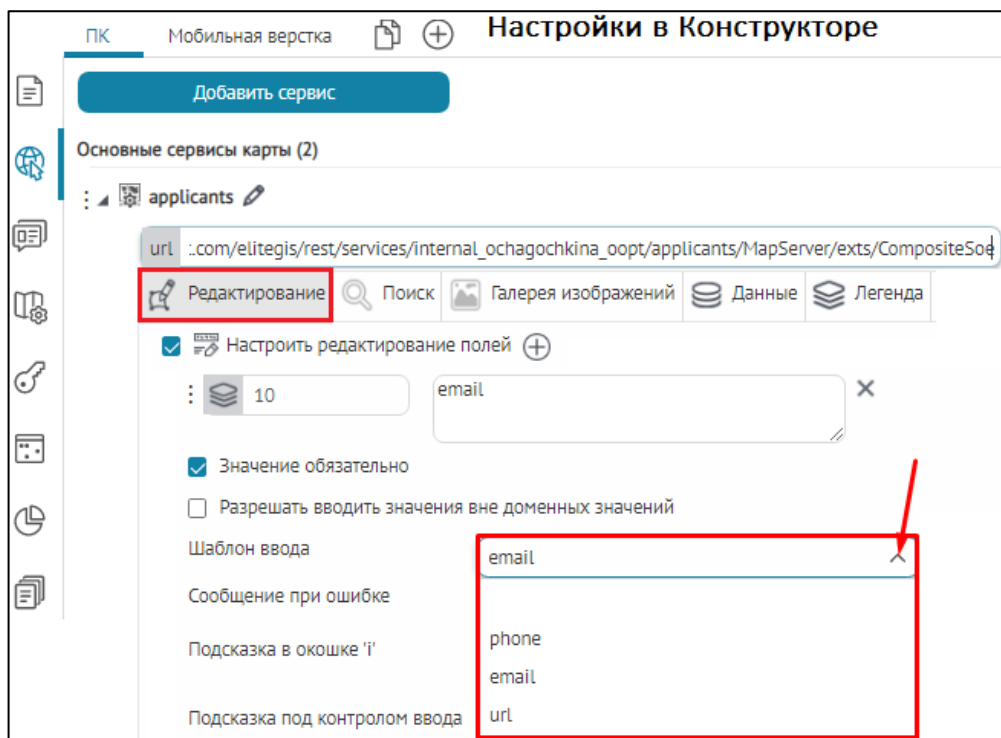 ПК Мобильная верстка Настройки в Конструкторе
Добавить сервис
Основные сервисы карты (2)
applicants
url :.com/elitegis/rest/services/internal_ochagochkina_oopt/applicants/MapServer/exts/CompositeSoe
Редактирование Поиск Галерея изображений Данные Легенда
Настроить редактирование полей
10 email
Значение обязательно
Разрешать вводить значения вне доменных значений
Шаблон ввода email
Сообщение при ошибке
phone
Подсказка в окошке 'i'
email
Подсказка под контролом ввода url